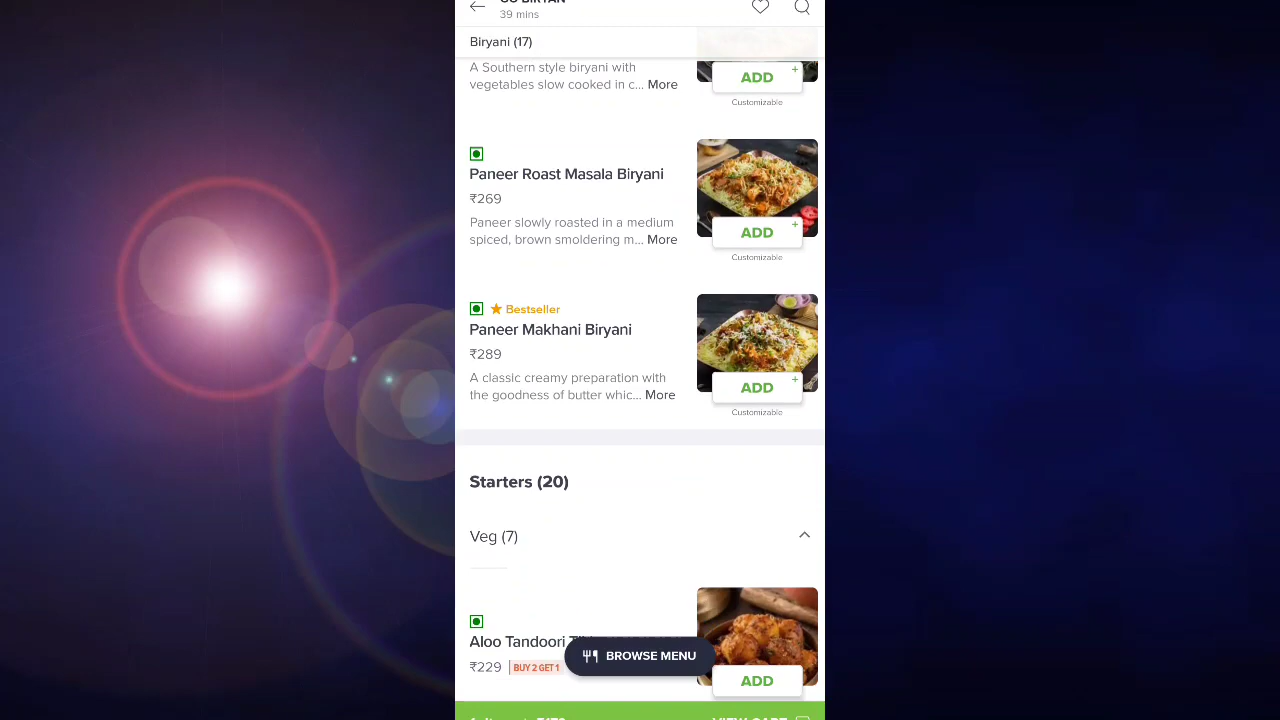 39 mins
Biryani (17)
A Southern style biryani with
vegetables slow cooked in c... More
ADD +
Customizable
Paneer Roast Masala Biryani
₹269
Paneer slowly roasted in a medium
spiced, brown smoldering m... More
ADD +
Customizable
Bestseller
Paneer Makhani Biryani
₹289
A classic creamy preparation with
the goodness of butter whic... More
ADD +
Customizable
Starters (20)
Veg (7)
Aloo Tandoori
₹229 BUY 2 GET 1
BROWSE MENU
ADD
VIEW CART